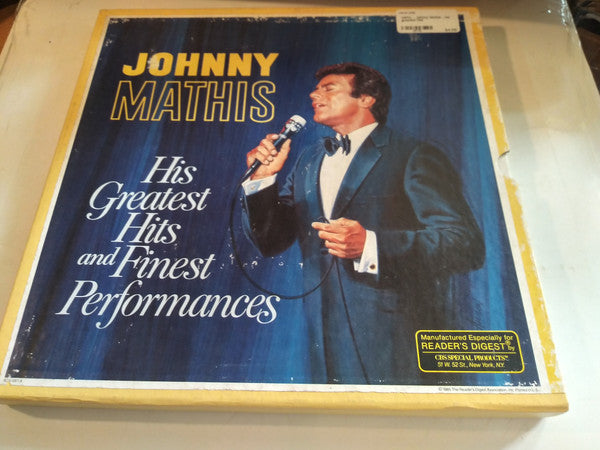 JOHNNY
MATHIS
His
Greatest
Hits
and Finest
Performances
Manufactured Especially for
READER'S DIGEST® by
CBS SPECIAL PRODUCTS
51 W. 52 St., New York, N.Y.